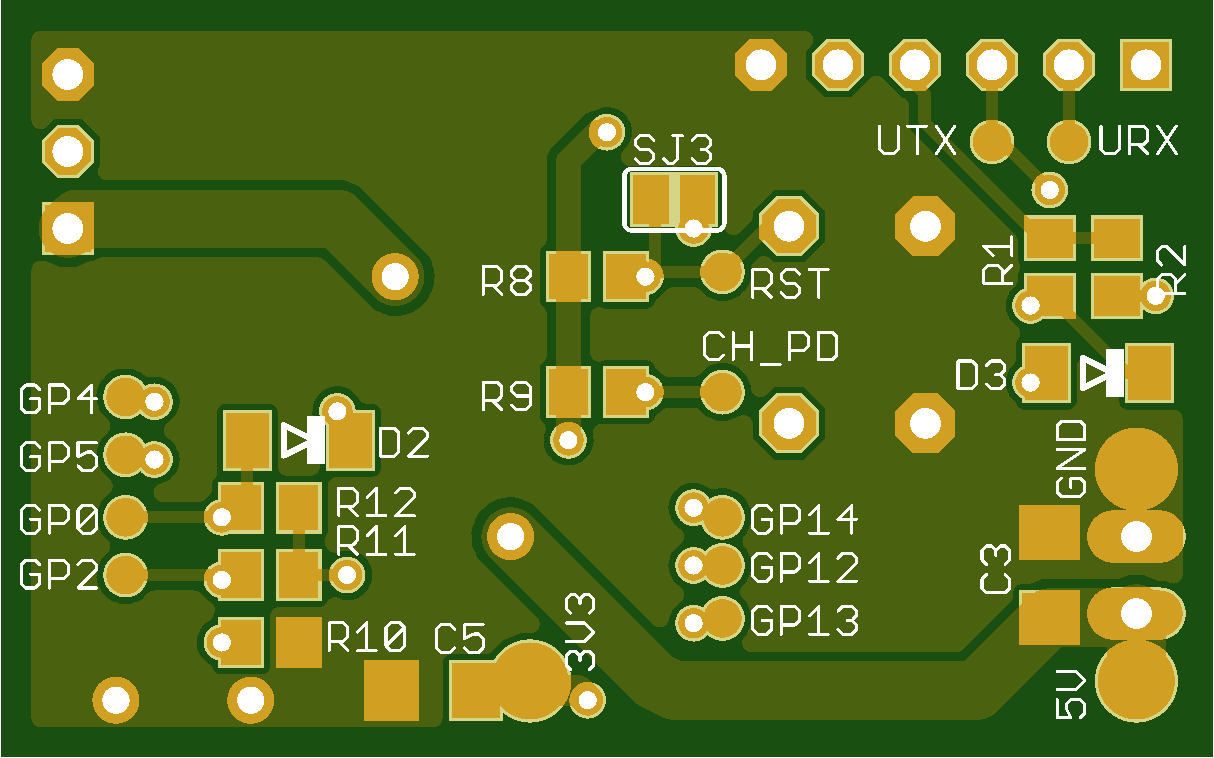 SJ3
UTX
URX
R1
R2
R8
RST
CH_PD
R9
D3
GP4
D2
GP5
GND
R12
GP0
GP14
R11
GP12
C3
GP2
GP13
R10
C5
3V3
5V